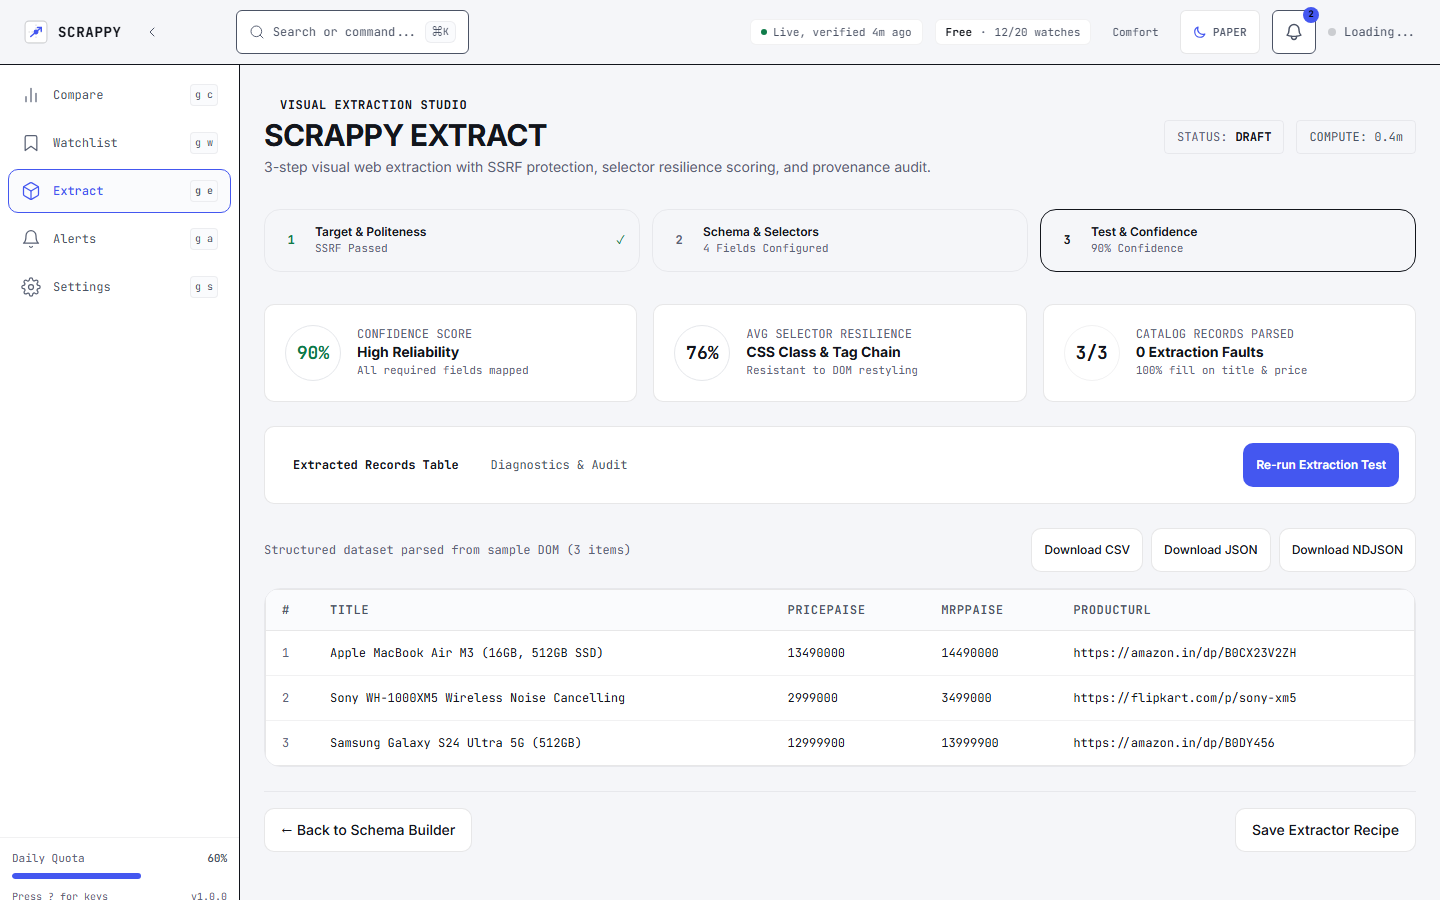 SCRAPPY
Search or command... ⌘K
Live, verified 4m ago
Free · 12/20 watches
Comfort
PAPER
2
Loading...
Compare g c
Watchlist g w
Extract g e
Alerts g a
Settings g s
Daily Quota 60%
Press ? for keys v1.0.0
VISUAL EXTRACTION STUDIO
SCRAPPY EXTRACT
3-step visual web extraction with SSRF protection, selector resilience scoring, and provenance audit.
STATUS: DRAFT
COMPUTE: 0.4m
1 Target & Politeness
SSRF Passed ✓
2 Schema & Selectors
4 Fields Configured
3 Test & Confidence
90% Confidence
90%
CONFIDENCE SCORE
High Reliability
All required fields mapped
76%
AVG SELECTOR RESILIENCE
CSS Class & Tag Chain
Resistant to DOM restyling
3/3
CATALOG RECORDS PARSED
0 Extraction Faults
100% fill on title & price
Extracted Records Table
Diagnostics & Audit
Re-run Extraction Test
Structured dataset parsed from sample DOM (3 items)
Download CSV
Download JSON
Download NDJSON
# TITLE PRICEPAISE MRPPAISE PRODUCTURL
1 Apple MacBook Air M3 (16GB, 512GB SSD) 13490000 14490000 https://amazon.in/dp/B0CX23V2ZH
2 Sony WH-1000XM5 Wireless Noise Cancelling 2999000 3499000 https://flipkart.com/p/sony-xm5
3 Samsung Galaxy S24 Ultra 5G (512GB) 12999900 13999900 https://amazon.in/dp/B0DY456
← Back to Schema Builder
Save Extractor Recipe